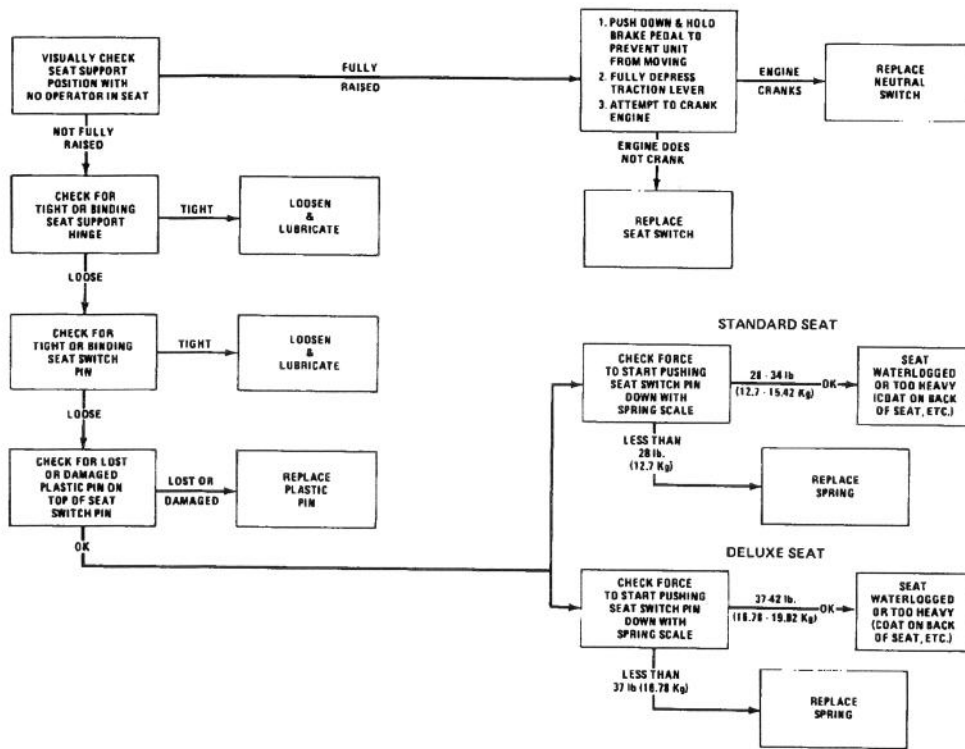 VISUALLY CHECK
SEAT SUPPORT
POSITION WITH
NO OPERATOR IN SEAT
FULLY
RAISED
1. PUSH DOWN & HOLD
BRAKE PEDAL TO
PREVENT UNIT
FROM MOVING
2. FULLY DEPRESS
TRACTION LEVER
3. ATTEMPT TO CRANK
ENGINE
ENGINE
CRANKS
REPLACE
NEUTRAL
SWITCH
NOT FULLY
RAISED
ENGINE DOES
NOT CRANK
CHECK FOR
TIGHT OR BINDING
SEAT SUPPORT
HINGE
TIGHT
LOOSEN
&
LUBRICATE
REPLACE
SEAT SWITCH
LOOSE
CHECK FOR
TIGHT OR BINDING
SEAT SWITCH
PIN
TIGHT
LOOSEN
&
LUBRICATE
LOOSE
CHECK FOR LOST
OR DAMAGED
PLASTIC PIN ON
TOP OF SEAT
SWITCH PIN
LOST OR
DAMAGED
REPLACE
PLASTIC
PIN
OK
STANDARD SEAT
CHECK FORCE
TO START PUSHING
SEAT SWITCH PIN
DOWN WITH
SPRING SCALE
28 - 34 lb
(12.7 - 15.42 Kg)
OK
SEAT
WATERLOGGED
OR TOO HEAVY
(COAT ON BACK
OF SEAT, ETC.)
LESS THAN
28 lb.
(12.7 Kg)
REPLACE
SPRING
DELUXE SEAT
CHECK FORCE
TO START PUSHING
SEAT SWITCH PIN
DOWN WITH
SPRING SCALE
37-42 lb.
(16.78 - 19.82 Kg)
OK
SEAT
WATERLOGGED
OR TOO HEAVY
(COAT ON BACK
OF SEAT, ETC.)
LESS THAN
37 lb (16.78 Kg)
REPLACE
SPRING